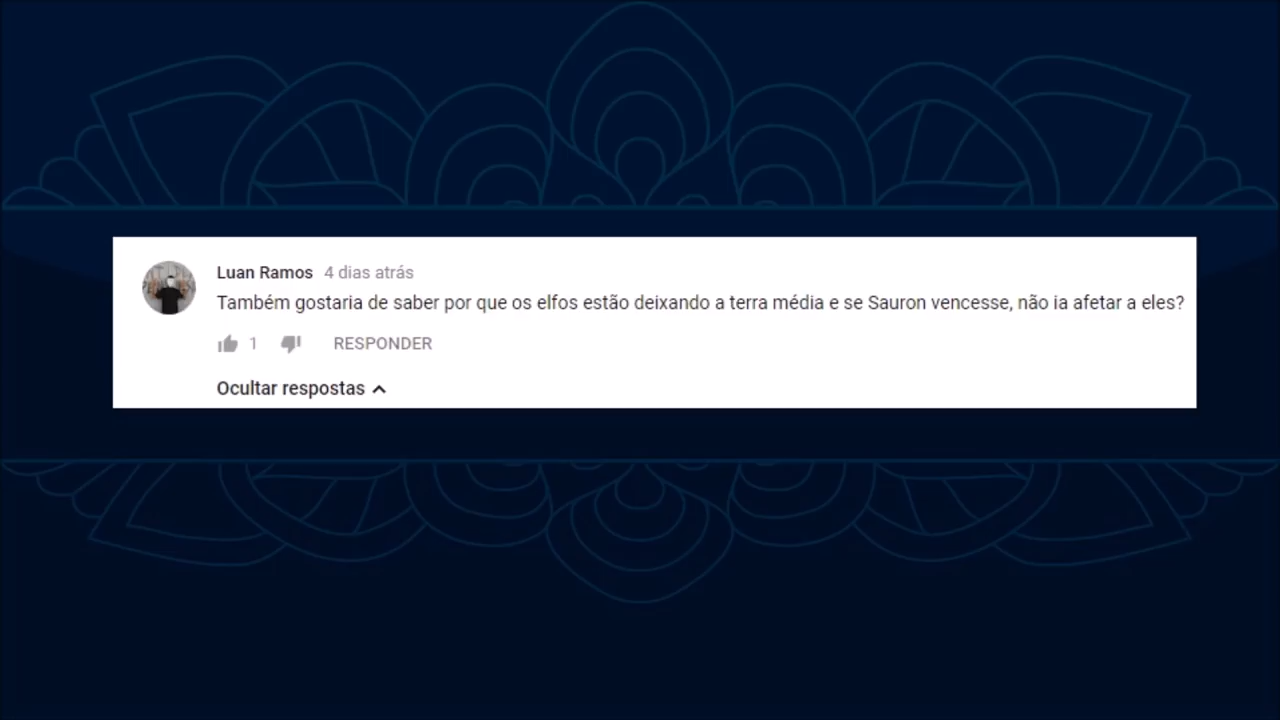 Luan Ramos 4 dias atrás
Também gostaria de saber por que os elfos estão deixando a terra média e se Sauron vencesse, não ia afetar a eles?
1 RESPONDER
Ocultar respostas